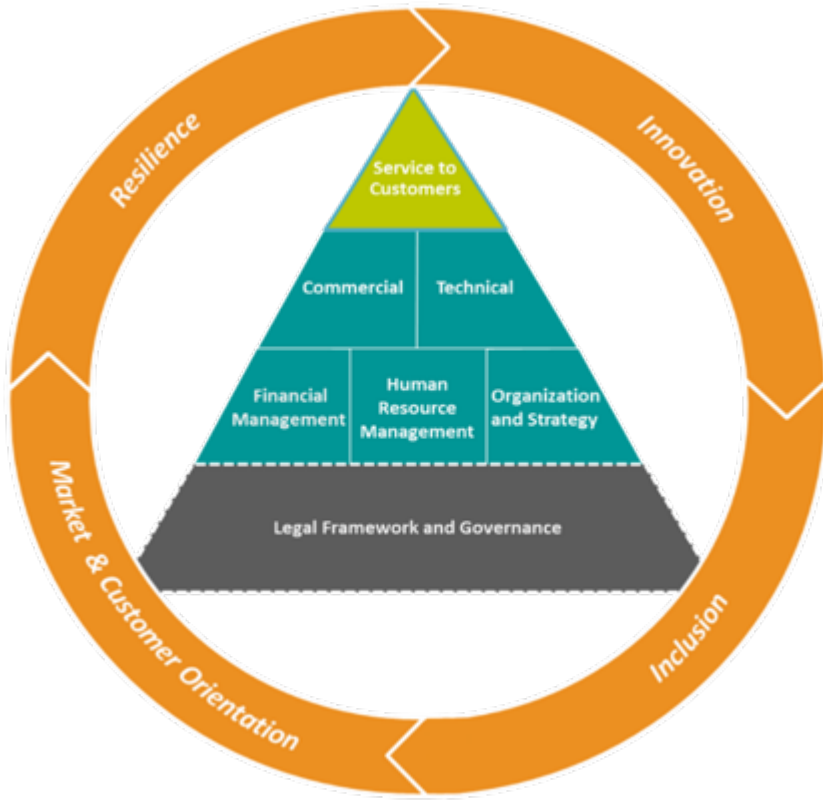 Resilience
Innovation
Service to
Customers
Commercial
Technical
Financial
Management
Human
Resource
Management
Organization
and Strategy
Legal Framework and Governance
Market & Customer Orientation
Inclusion